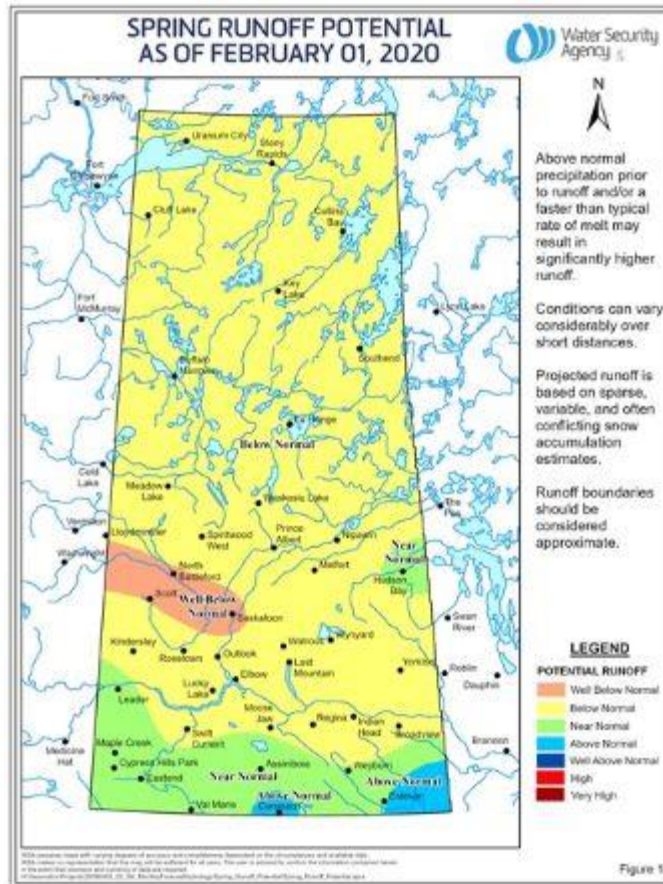 SPRING RUNOFF POTENTIAL
AS OF FEBRUARY 01, 2020
Water Security
Agency
N
Above normal
precipitation prior
to runoff and/or a
faster than typical
rate of melt may
result in
significantly higher
runoff.
Conditions can vary
considerably over
short distances.
Projected runoff is
based on sparse,
variable, and often
conflicting snow
accumulation
estimates.
Runoff boundaries
should be
considered
approximate.
Uranium City
Stony
Rapids
Fort
Cluff Lake
Collins
Bay
Key
Lake
Fort
McMurray
Lynn Lake
Southend
Buffalo
Narrows
La Ronge
Below Normal
Cold
Lake
Meadow
Lake
Waskesiu Lake
The
Pas
Vermilion
Lloydminster
Spiritwood
West
Prince
Albert
Nipawin
Wainwright
Near
Normal
North
Battleford
Melfort
Hudson
Bay
Scott
Well Below
Normal
Saskatoon
Swan
River
Kindersley
Rosetown
Outlook
Watrous
Wynyard
Last
Mountain
Elbow
Yorkton
Roblin
Dauphin
Leader
Lucky
Lake
Moose
Jaw
Regina
Indian
Head
Broadview
Brandon
Swift
Current
Medicine
Hat
Maple Creek
Cypress Hills Park
Eastend
Near Normal
Assiniboia
Weyburn
Above Normal
Estevan
Val Marie
Above Normal
LEGEND
POTENTIAL RUNOFF
Well Below Normal
Below Normal
Near Normal
Above Normal
Well Above Normal
High
Very High
Figure 1